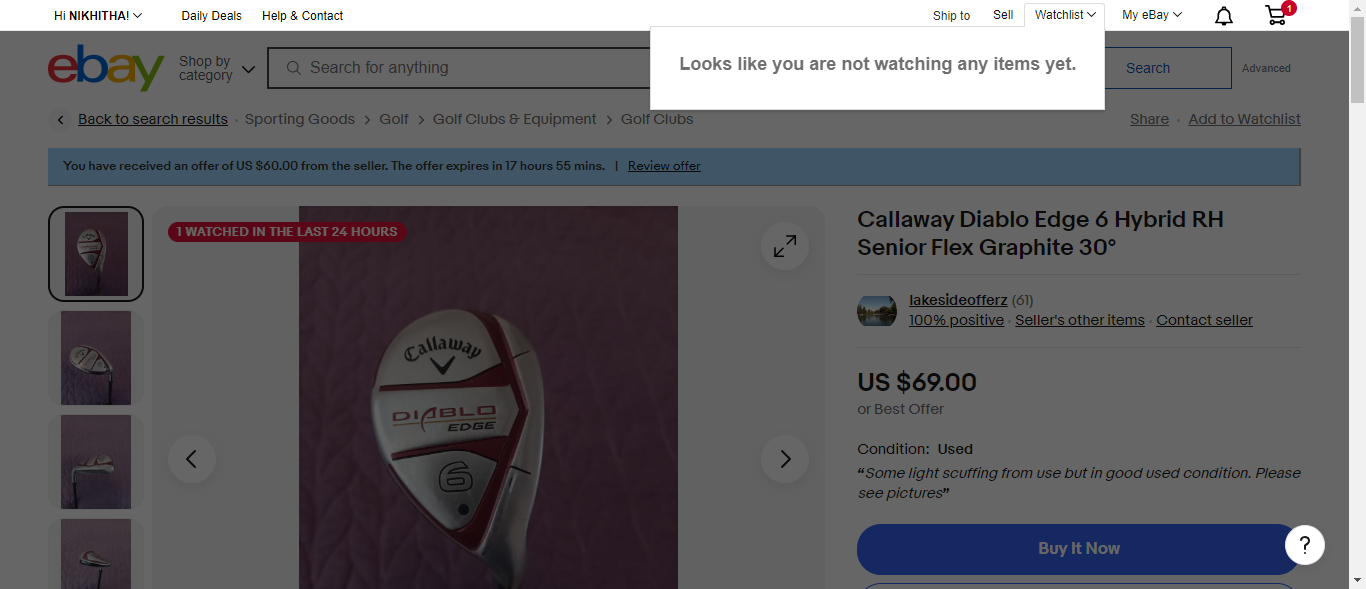 Hi NIKHITHA!
Daily Deals
Help & Contact
Ship to
Sell
Watchlist
My eBay
1
Looks like you are not watching any items yet.
ebay
Shop by
category
Search for anything
Search
Advanced
Back to search results
Sporting Goods
Golf
Golf Clubs & Equipment
Golf Clubs
Share
Add to Watchlist
You have received an offer of US $60.00 from the seller. The offer expires in 17 hours 55 mins. | Review offer
1 WATCHED IN THE LAST 24 HOURS
Callaway
DIABLO
EDGE
6
Callaway Diablo Edge 6 Hybrid RH
Senior Flex Graphite 30°
lakesideofferz (61)
100% positive · Seller's other items · Contact seller
US $69.00
or Best Offer
Condition: Used
“Some light scuffing from use but in good used condition. Please
see pictures”
Buy It Now
?